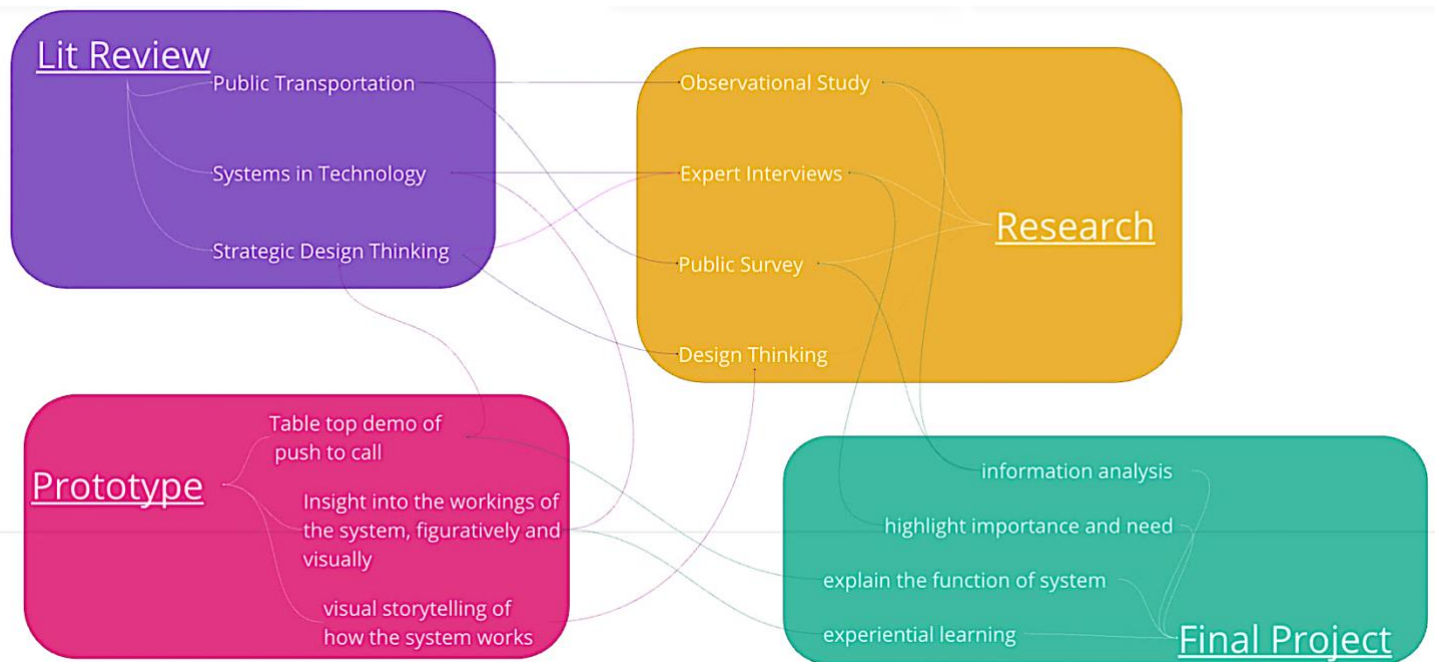 Lit Review
Public Transportation
Systems in Technology
Strategic Design Thinking
Observational Study
Expert Interviews
Public Survey
Design Thinking
Research
Prototype
Table top demo of
push to call
Insight into the workings of
the system, figuratively and
visually
visual storytelling of
how the system works
information analysis
highlight importance and need
explain the function of system
experiential learning
Final Project